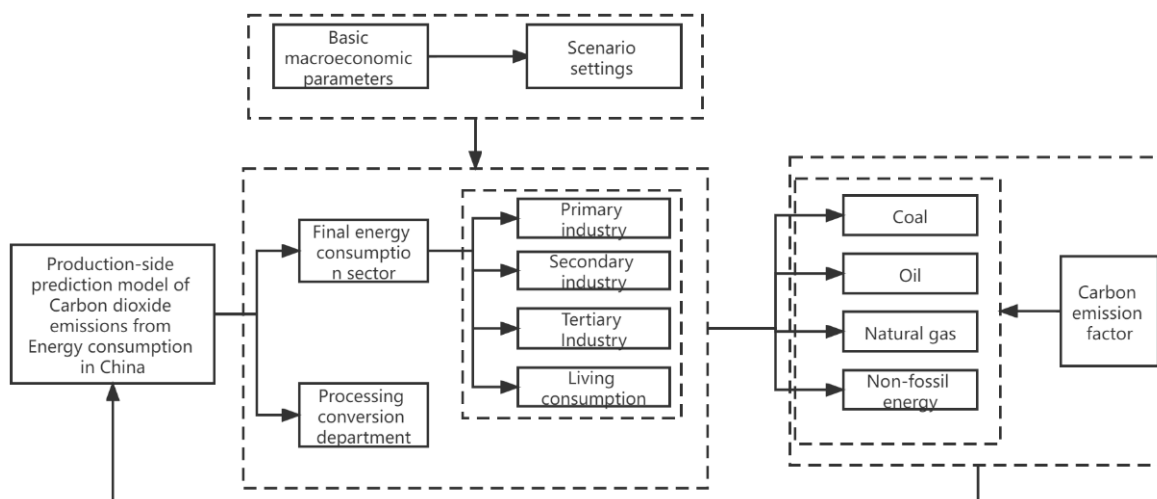 Basic
macroeconomic
parameters
Scenario
settings
Production-side
prediction model of
Carbon dioxide
emissions from
Energy consumption
in China
Final energy
consumptio
n sector
Processing
conversion
department
Primary
industry
Secondary
industry
Tertiary
Industry
Living
consumption
Coal
Oil
Natural gas
Non-fossil
energy
Carbon
emission
factor